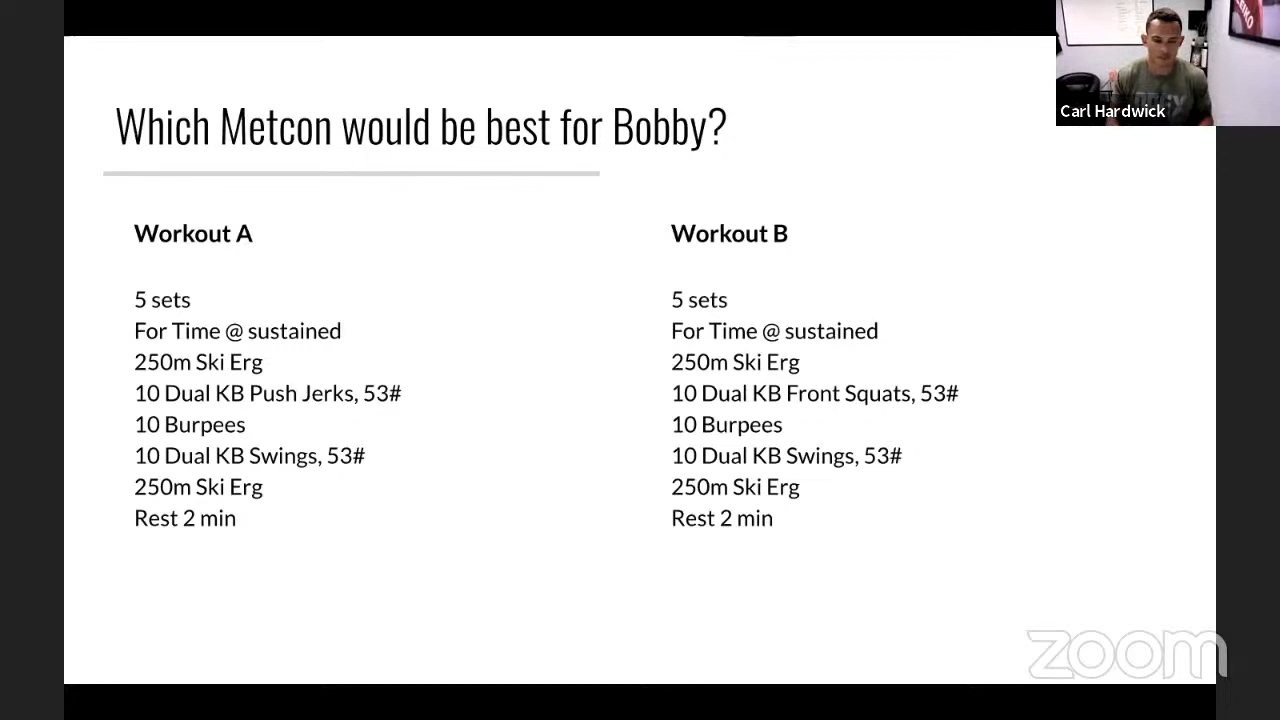 Which Metcon would be best for Bobby?
Carl Hardwick
Workout A
5 sets
For Time @ sustained
250m Ski Erg
10 Dual KB Push Jerks, 53#
10 Burpees
10 Dual KB Swings, 53#
250m Ski Erg
Rest 2 min
Workout B
5 sets
For Time @ sustained
250m Ski Erg
10 Dual KB Front Squats, 53#
10 Burpees
10 Dual KB Swings, 53#
250m Ski Erg
Rest 2 min
zoom